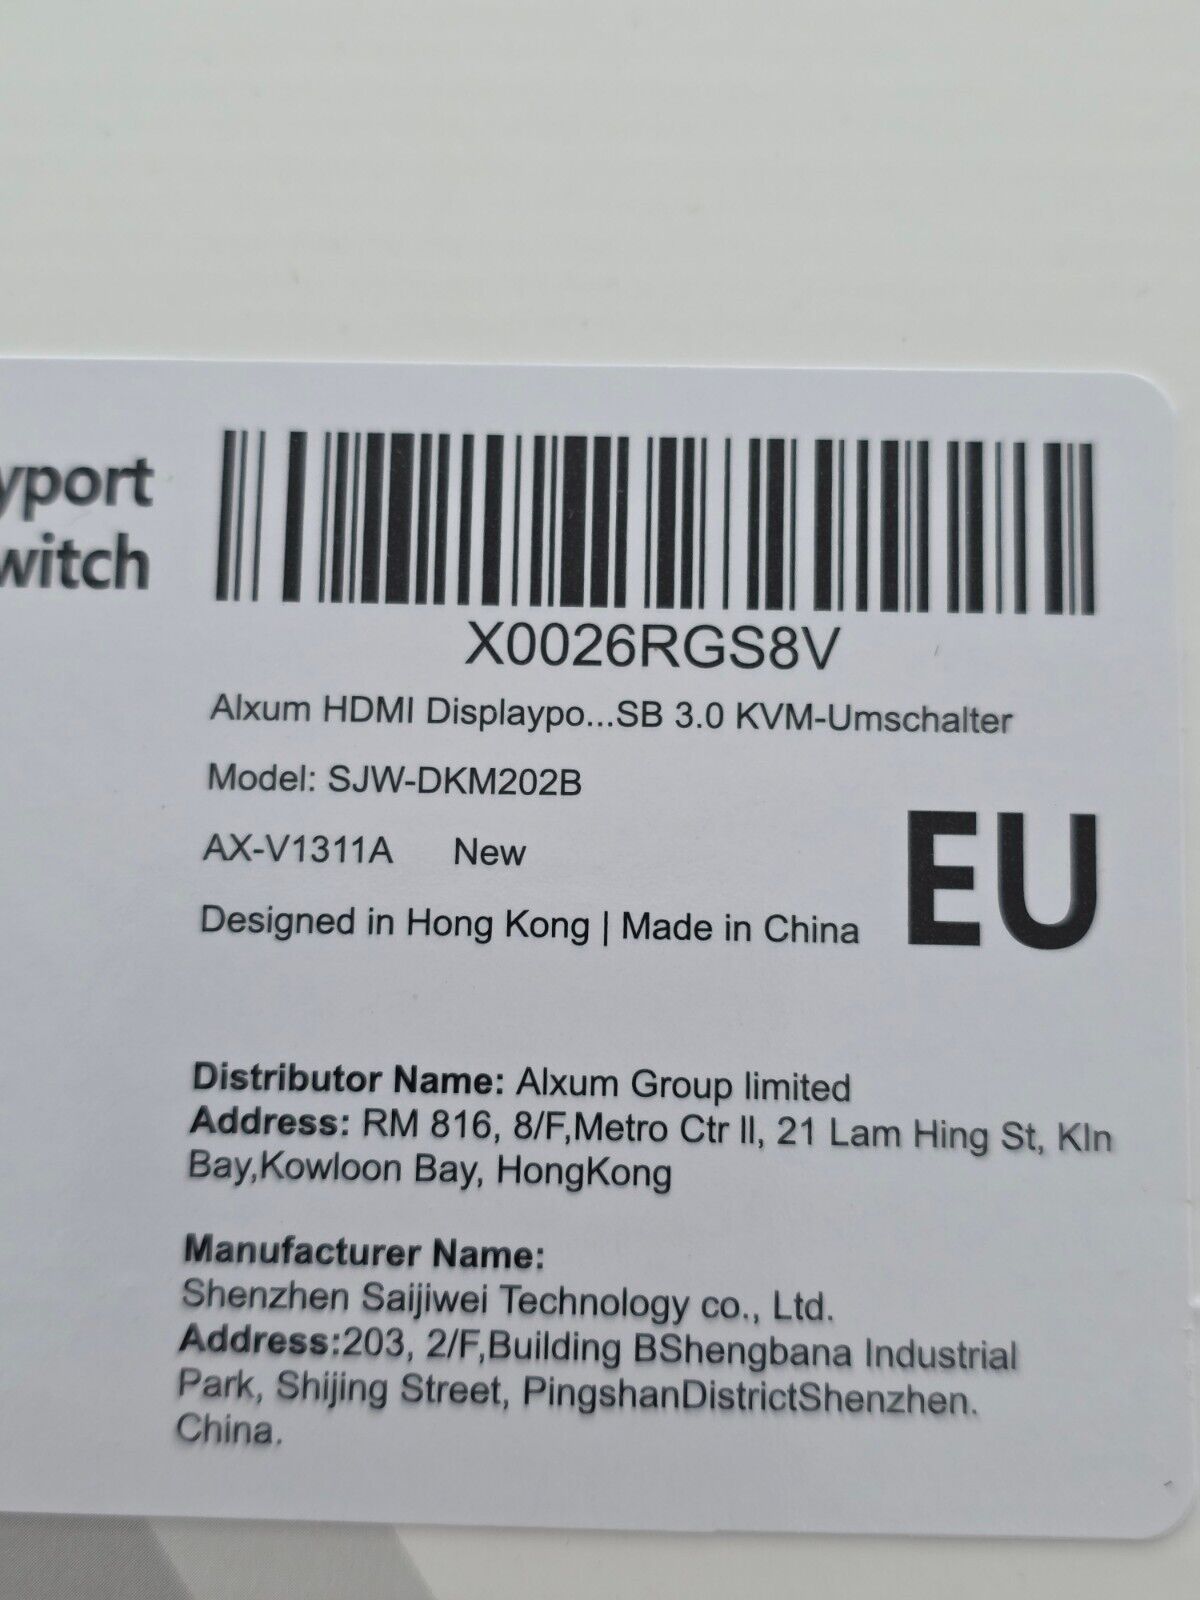 yport
witch
X0026RGS8V
Alxum HDMI Displaypo...SB 3.0 KVM-Umschalter
Model: SJW-DKM202B
AX-V1311A New
EU
Designed in Hong Kong | Made in China
Distributor Name: Alxum Group limited
Address: RM 816, 8/F,Metro Ctr II, 21 Lam Hing St, Kln
Bay,Kowloon Bay, HongKong
Manufacturer Name:
Shenzhen Saijiwei Technology co., Ltd.
Address:203, 2/F,Building BShengbana Industrial
Park, Shijing Street, PingshanDistrictShenzhen.
China.